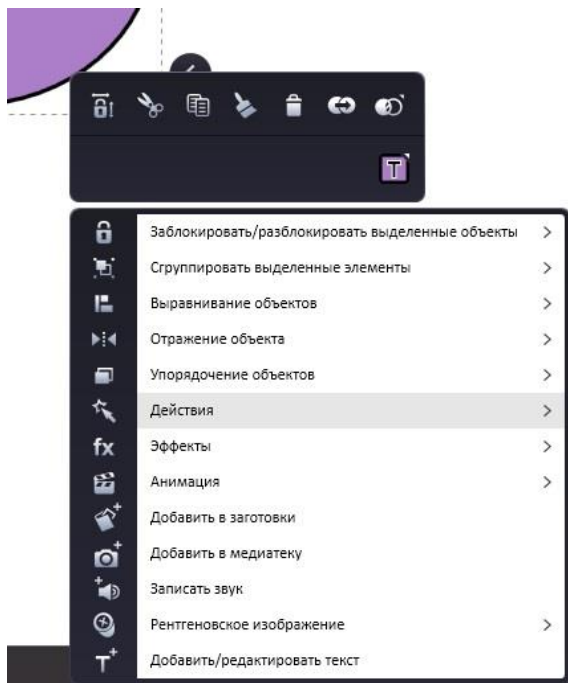 T
Заблокировать/разблокировать выделенные объекты
Сгруппировать выделенные элементы
Выравнивание объектов
Отражение объекта
Упорядочение объектов
Действия
fx Эффекты
Анимация
Добавить в заготовки
Добавить в медиатеку
Записать звук
Рентгеновское изображение
T+ Добавить/редактировать текст